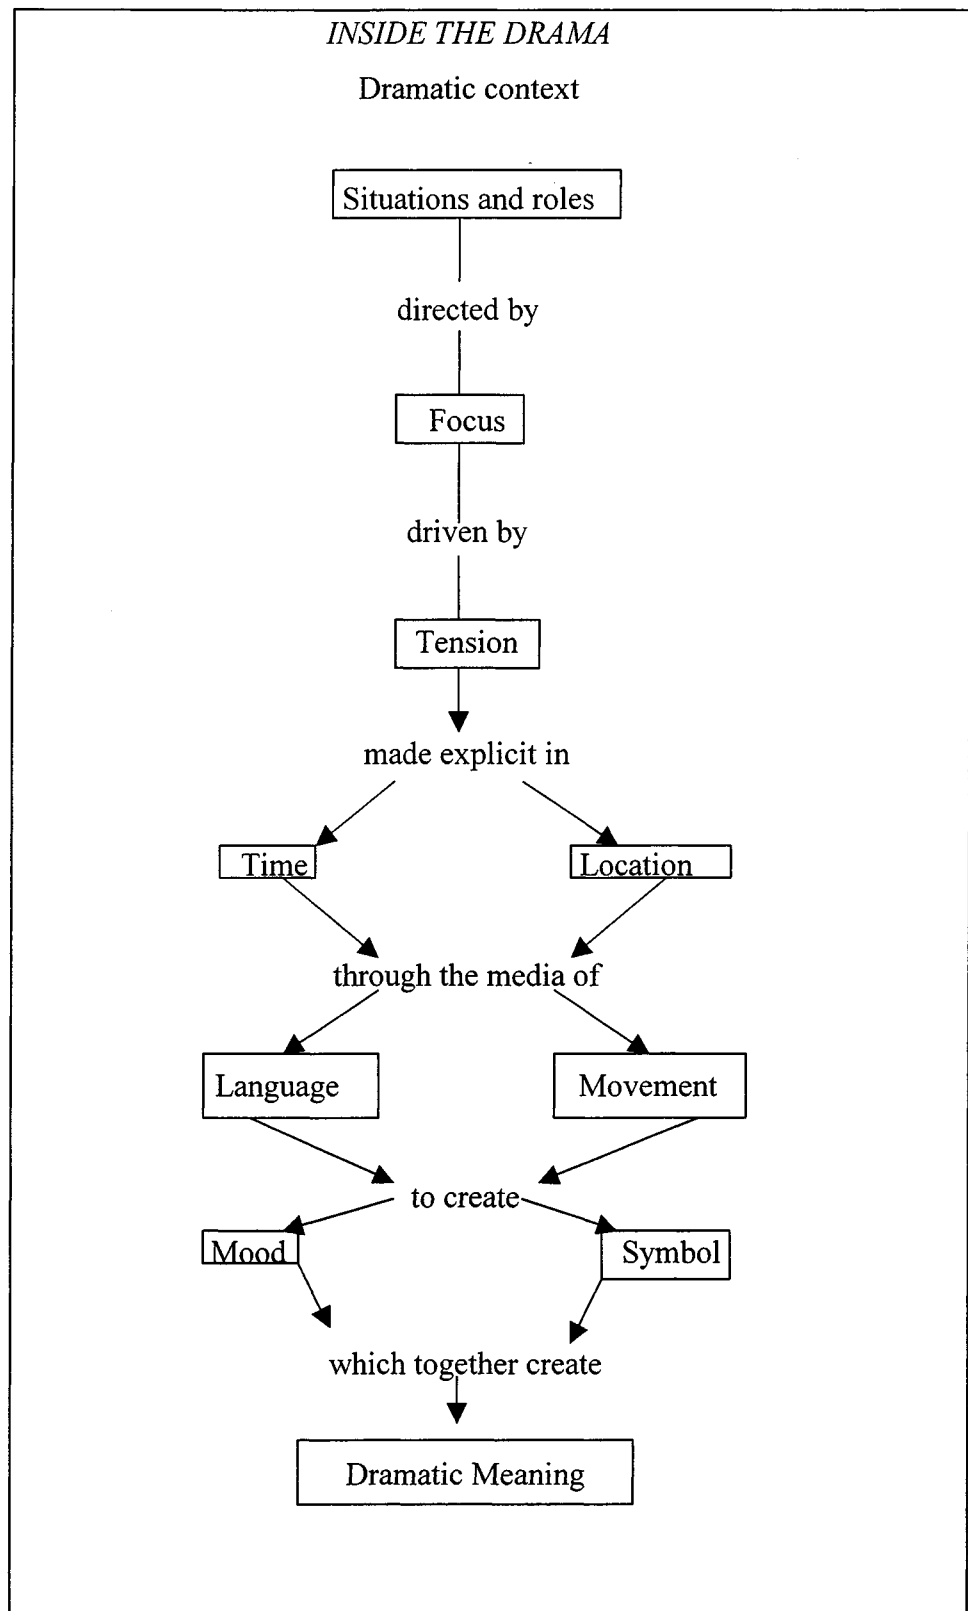 INSIDE THE DRAMA
Dramatic context
Situations and roles
directed by
Focus
driven by
Tension
made explicit in
Time Location
through the media of
Language Movement
to create
Mood Symbol
which together create
Dramatic Meaning